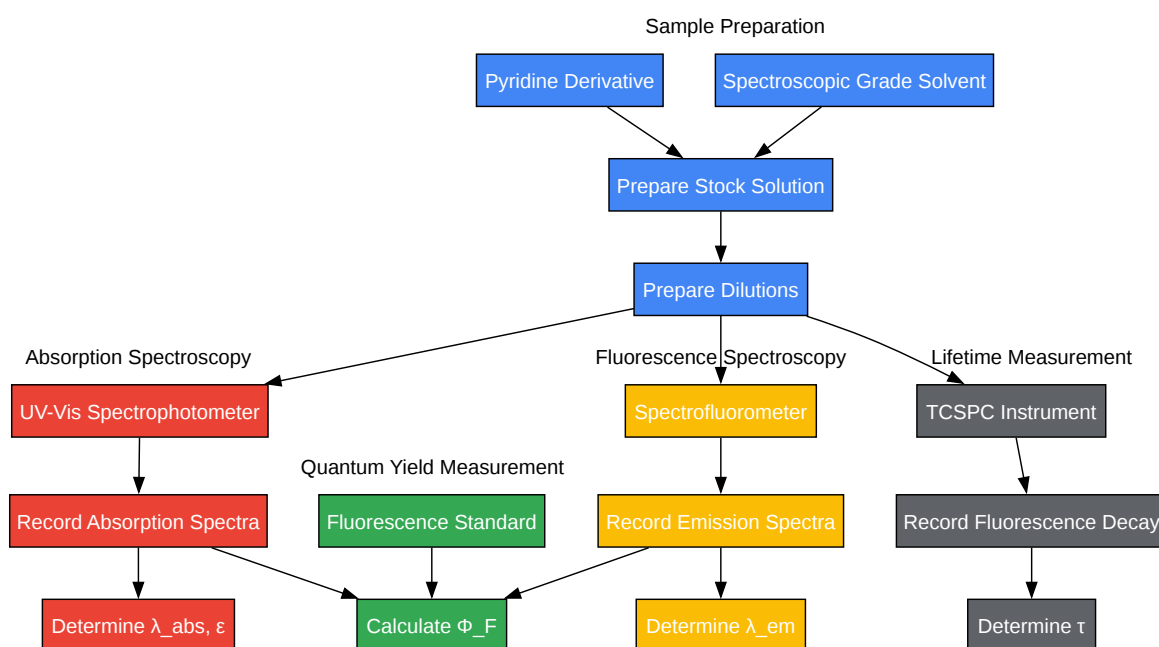 Sample Preparation
Pyridine Derivative
Spectroscopic Grade Solvent
Prepare Stock Solution
Prepare Dilutions
Absorption Spectroscopy
Fluorescence Spectroscopy
Lifetime Measurement
UV-Vis Spectrophotometer
Spectrofluorometer
TCSPC Instrument
Quantum Yield Measurement
Record Absorption Spectra
Fluorescence Standard
Record Emission Spectra
Record Fluorescence Decay
Determine λ_abs, ε
Calculate Φ_F
Determine λ_em
Determine τ